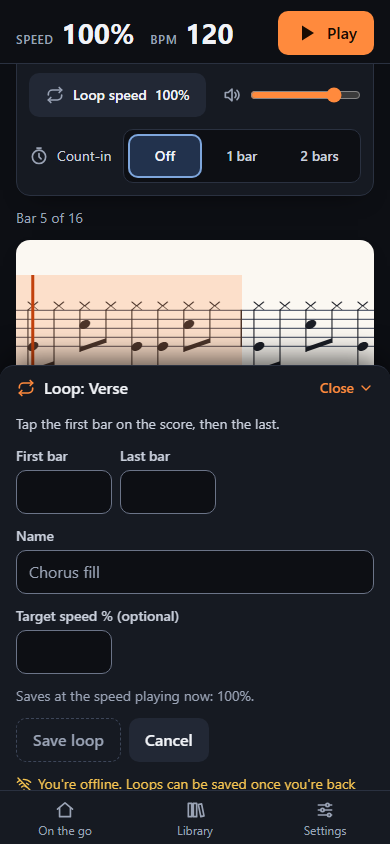 SPEED 100% BPM 120 Play
Loop speed 100%
Count-in Off 1 bar 2 bars
Bar 5 of 16
Loop: Verse Close
Tap the first bar on the score, then the last.
First bar Last bar
Name
Chorus fill
Target speed % (optional)
Saves at the speed playing now: 100%.
Save loop Cancel
You're offline. Loops can be saved once you're back
On the go Library Settings